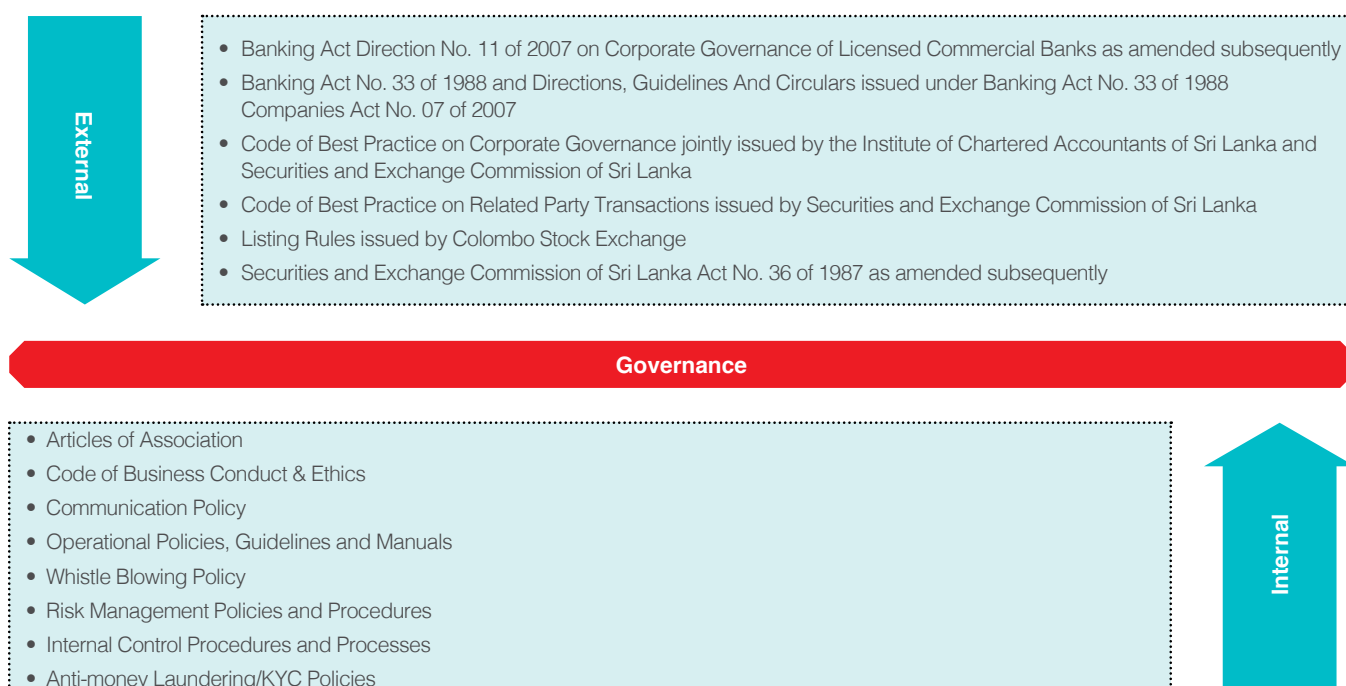 External
• Banking Act Direction No. 11 of 2007 on Corporate Governance of Licensed Commercial Banks as amended subsequently
• Banking Act No. 33 of 1988 and Directions, Guidelines And Circulars issued under Banking Act No. 33 of 1988
Companies Act No. 07 of 2007
• Code of Best Practice on Corporate Governance jointly issued by the Institute of Chartered Accountants of Sri Lanka and
Securities and Exchange Commission of Sri Lanka
• Code of Best Practice on Related Party Transactions issued by Securities and Exchange Commission of Sri Lanka
• Listing Rules issued by Colombo Stock Exchange
• Securities and Exchange Commission of Sri Lanka Act No. 36 of 1987 as amended subsequently
Governance
• Articles of Association
• Code of Business Conduct & Ethics
• Communication Policy
• Operational Policies, Guidelines and Manuals
• Whistle Blowing Policy
• Risk Management Policies and Procedures
• Internal Control Procedures and Processes
• Anti-money Laundering/KYC Policies
Internal